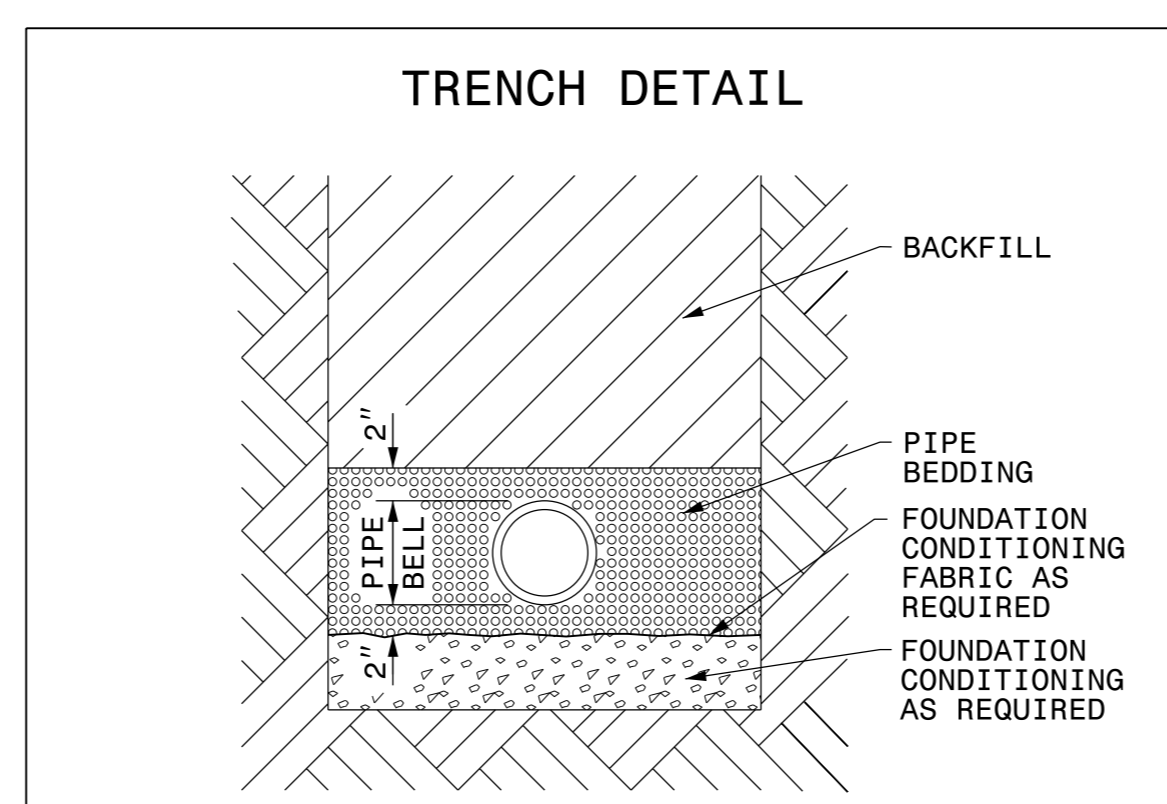 TRENCH DETAIL
BACKFILL
2"
PIPE
BEDDING
PIPE
BELL
FOUNDATION
CONDITIONING
FABRIC AS
REQUIRED
2"
FOUNDATION
CONDITIONING
AS REQUIRED